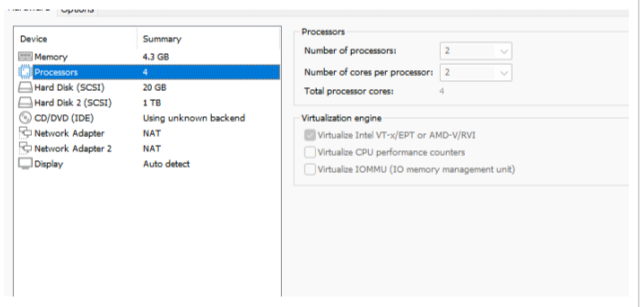 Options
Device Summary
Memory 4.3 GB
Processors 4
Hard Disk (SCSI) 20 GB
Hard Disk 2 (SCSI) 1 TB
CD/DVD (IDE) Using unknown backend
Network Adapter NAT
Network Adapter 2 NAT
Display Auto detect
Processors
Number of processors: 2
Number of cores per processor: 2
Total processor cores: 4
Virtualization engine
Virtualize Intel VT-x/EPT or AMD-V/RVI
Virtualize CPU performance counters
Virtualize IOMMU (IO memory management unit)